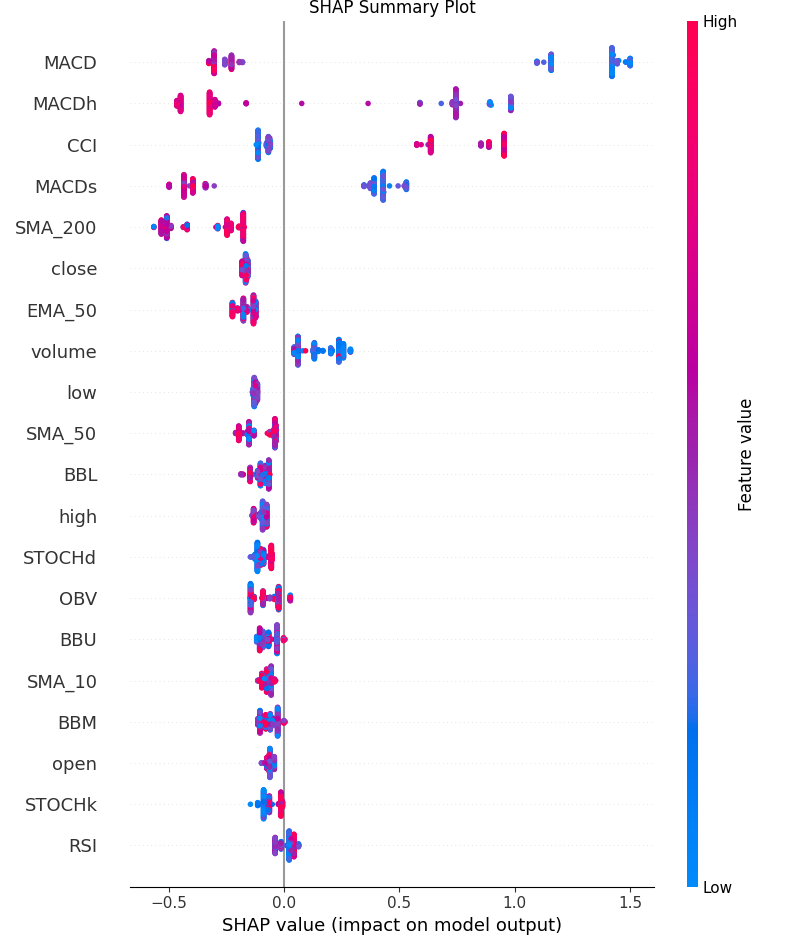 SHAP Summary Plot
High
MACD
MACDh
CCI
MACDs
SMA_200
close
EMA_50
volume
low
SMA_50
BBL
high
STOCHd
OBV
BBU
SMA_10
BBM
open
STOCHk
RSI
Feature value
Low
−0.5 0.0 0.5 1.0 1.5
SHAP value (impact on model output)